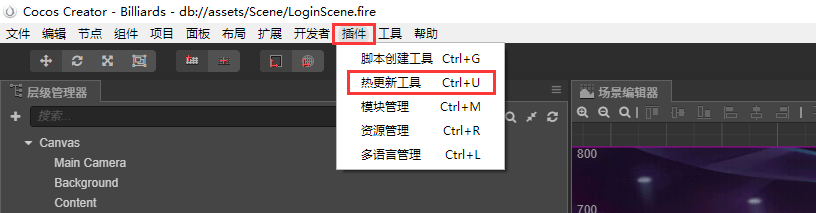 Cocos Creator - Billiards - db://assets/Scene/LoginScene.fire
文件 编辑 节点 组件 项目 面板 布局 扩展 开发者 插件 工具 帮助
脚本创建工具 Ctrl+G
热更新工具 Ctrl+U
模块管理 Ctrl+M
资源管理 Ctrl+R
多语言管理 Ctrl+L
层级管理器
搜索...
Canvas
Main Camera
Background
Content
场景编辑器
800
700